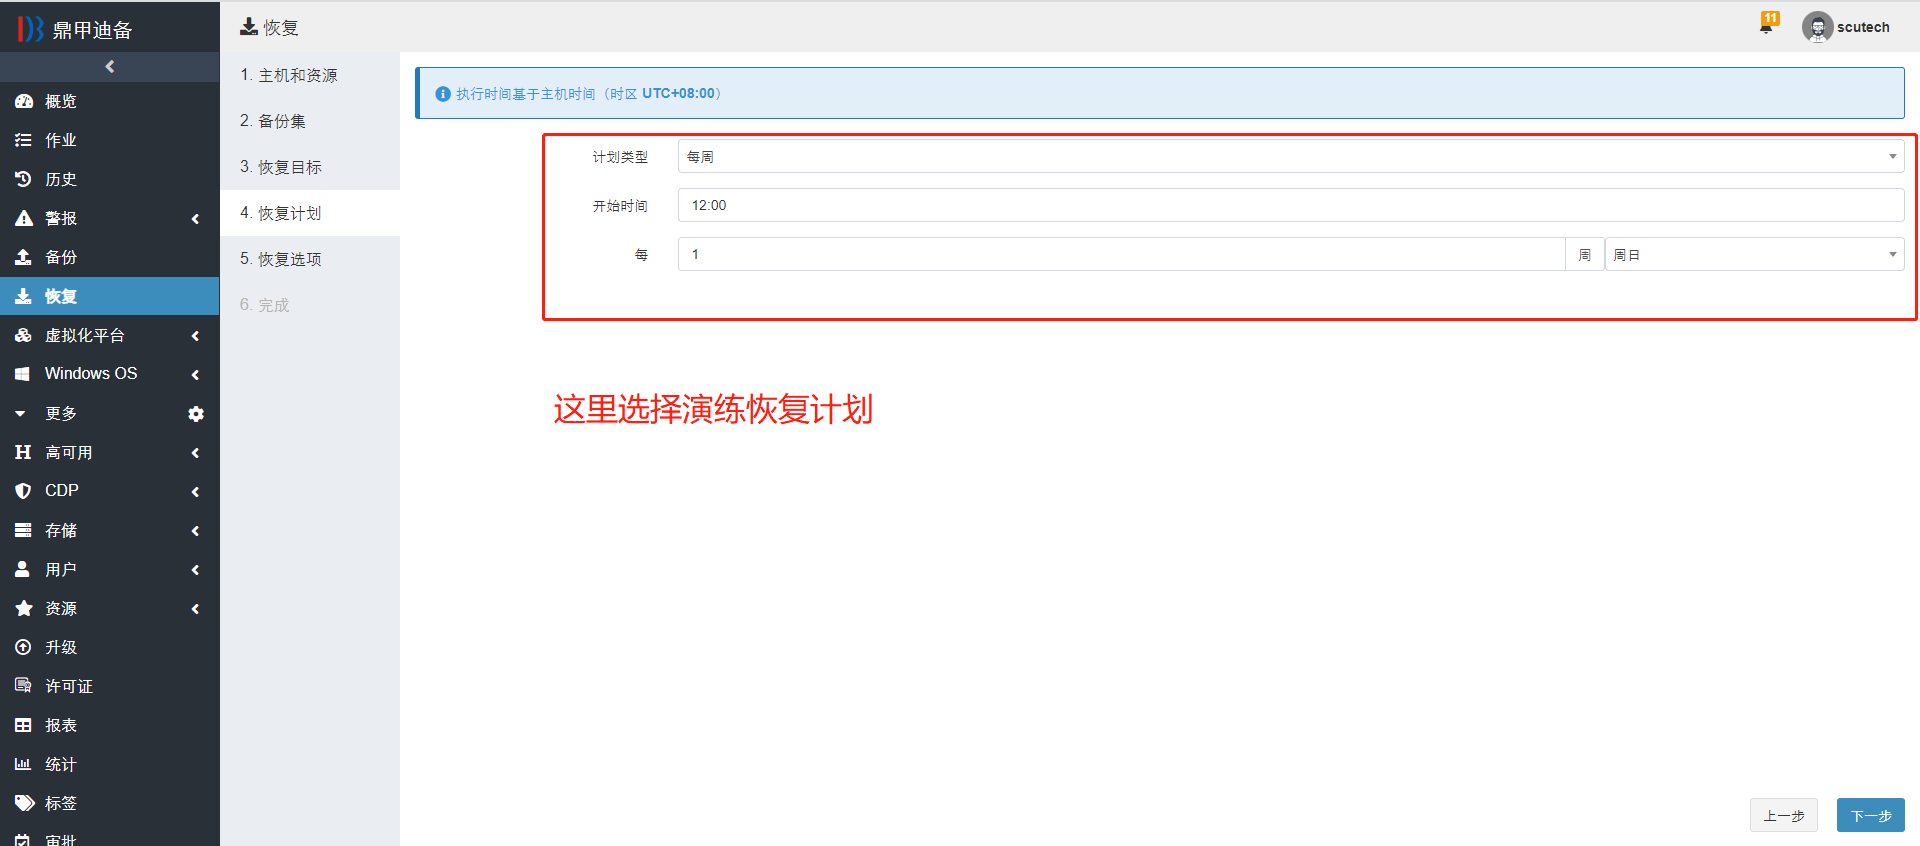 鼎甲迪备
恢复
11
scutech
概览
作业
历史
警报
备份
恢复
虚拟化平台
Windows OS
更多
高可用
CDP
存储
用户
资源
升级
许可证
报表
统计
标签
审批
1. 主机和资源
2. 备份集
3. 恢复目标
4. 恢复计划
5. 恢复选项
6. 完成
执行时间基于主机时间（时区 UTC+08:00）
计划类型 每周
开始时间 12:00
每 1 周 周日
这里选择演练恢复计划
上一步 下一步